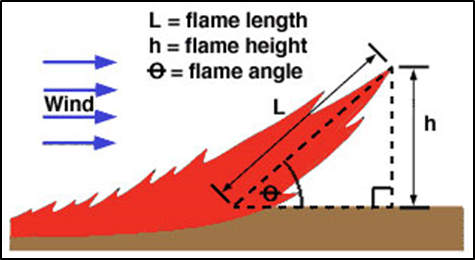 L = flame length
h = flame height
Θ = flame angle
Wind
L
h
Θ